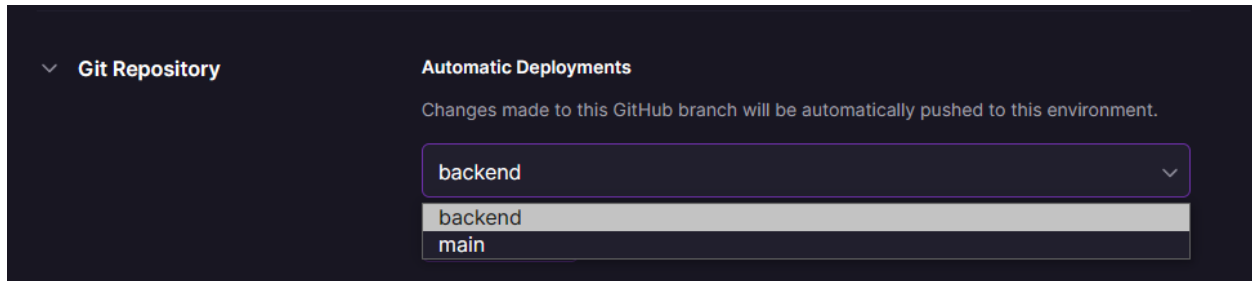 Git Repository
Automatic Deployments
Changes made to this GitHub branch will be automatically pushed to this environment.
backend
backend
main